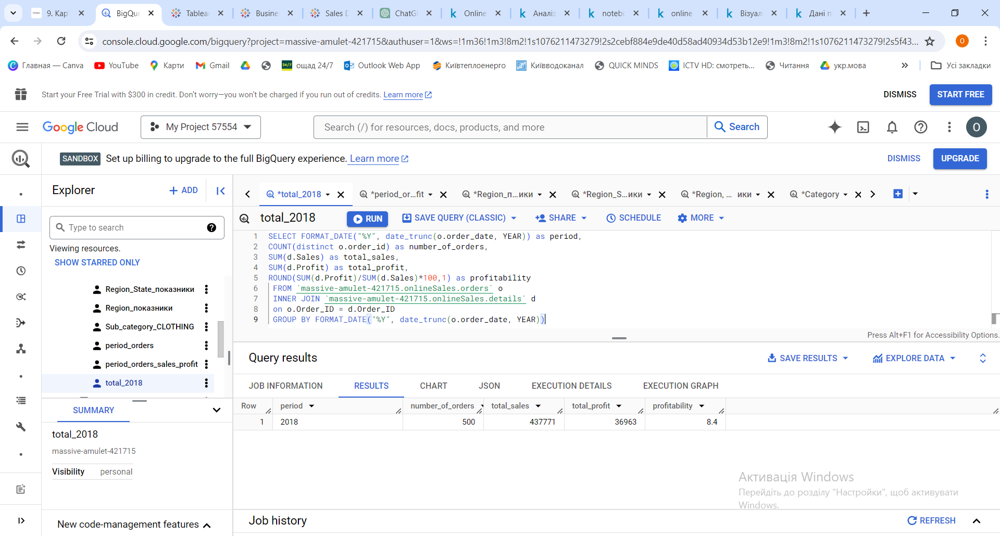 9. Кар
BigQue
Tablea
Busine
Sales D
ChatG
Online
Аналіз
notebo
online
Візуал
Дані п
console.cloud.google.com/bigquery?project=massive-amulet-421715&authuser=1&ws=!1m36!1m3!8m2!1s1076211473279!2s2cebf884e9de40d58ad40934d53b12e9!1m3!8m2!1s1076211473279!2s5f43...
O
Главная — Canva
YouTube
Карти
Gmail
24/7 ощад 24/7
Outlook Web App
Київтеплоенерго
Київводоканал
QUICK MINDS
ICTV HD: смотреть...
Читання
укр.мова
»
Усі закладки
Start your Free Trial with $300 in credit. Don't worry—you won't be charged if you run out of credits. Learn more
DISMISS
START FREE
Google Cloud
My Project 57554
Search (/) for resources, docs, products, and more
Search
O
SANDBOX Set up billing to upgrade to the full BigQuery experience. Learn more
DISMISS
UPGRADE
Explorer
+ ADD
Type to search
Viewing resources.
SHOW STARRED ONLY
Region_State_показники
Region_показники
Sub_category_CLOTHING
period_orders
period_orders_sales_profit
total_2018
SUMMARY
total_2018
massive-amulet-421715
Visibility personal
New code-management features
*total_2018
*period_or...fit
*Region_п...ики
*Region_S...ики
*Region, ... ики
*Category
total_2018
RUN
SAVE QUERY (CLASSIC)
SHARE
SCHEDULE
MORE
1 SELECT FORMAT_DATE("%Y", date_trunc(o.order_date, YEAR)) as period,
2 COUNT(distinct o.order_id) as number_of_orders,
3 SUM(d.Sales) as total_sales,
4 SUM(d.Profit) as total_profit,
5 ROUND(SUM(d.Profit)/SUM(d.Sales)*100,1) as profitability
6 FROM `massive-amulet-421715.onlineSales.orders` o
7 INNER JOIN `massive-amulet-421715.onlineSales.details` d
8 on o.Order_ID = d.Order_ID
9 GROUP BY FORMAT_DATE("%Y", date_trunc(o.order_date, YEAR))
Press Alt+F1 for Accessibility Options.
Query results
SAVE RESULTS
EXPLORE DATA
JOB INFORMATION
RESULTS
CHART
JSON
EXECUTION DETAILS
EXECUTION GRAPH
Row period number_of_orders total_sales total_profit profitability
1 2018 500 437771 36963 8.4
Активація Windows
Перейдіть до розділу "Настройки", щоб активувати
Windows.
Job history
REFRESH